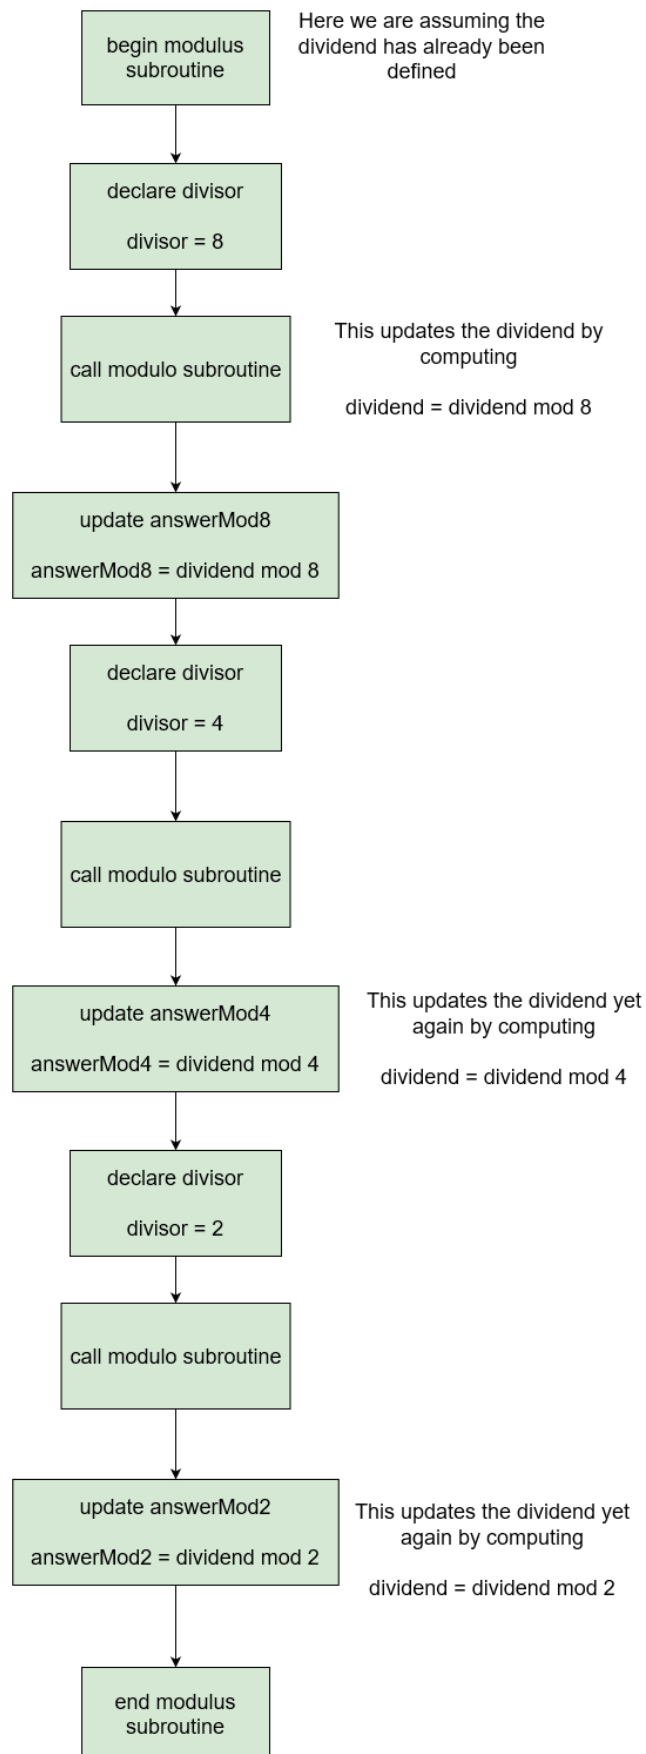 begin modulus
subroutine
Here we are assuming the
dividend has already been
defined
declare divisor
divisor = 8
call modulo subroutine
This updates the dividend by
computing
dividend = dividend mod 8
update answerMod8
answerMod8 = dividend mod 8
declare divisor
divisor = 4
call modulo subroutine
update answerMod4
answerMod4 = dividend mod 4
This updates the dividend yet
again by computing
dividend = dividend mod 4
declare divisor
divisor = 2
call modulo subroutine
update answerMod2
answerMod2 = dividend mod 2
This updates the dividend yet
again by computing
dividend = dividend mod 2
end modulus
subroutine